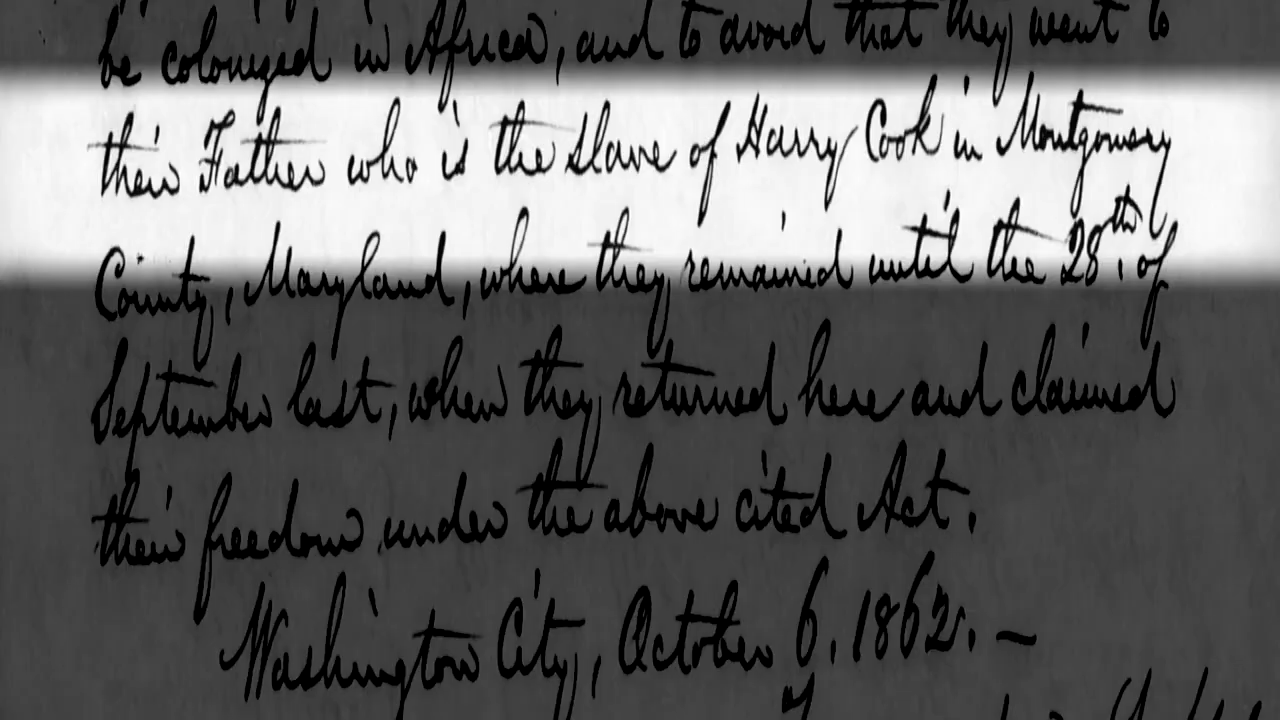 be colonized in Africa, and to avoid that they went to
their Father who is the slave of Harry Cook in Montgomery
County, Maryland, where they remained until the 28th. of
September last, when they returned here and claimed
their freedom under the above cited Act.
Washington City, October 6. 1862. —